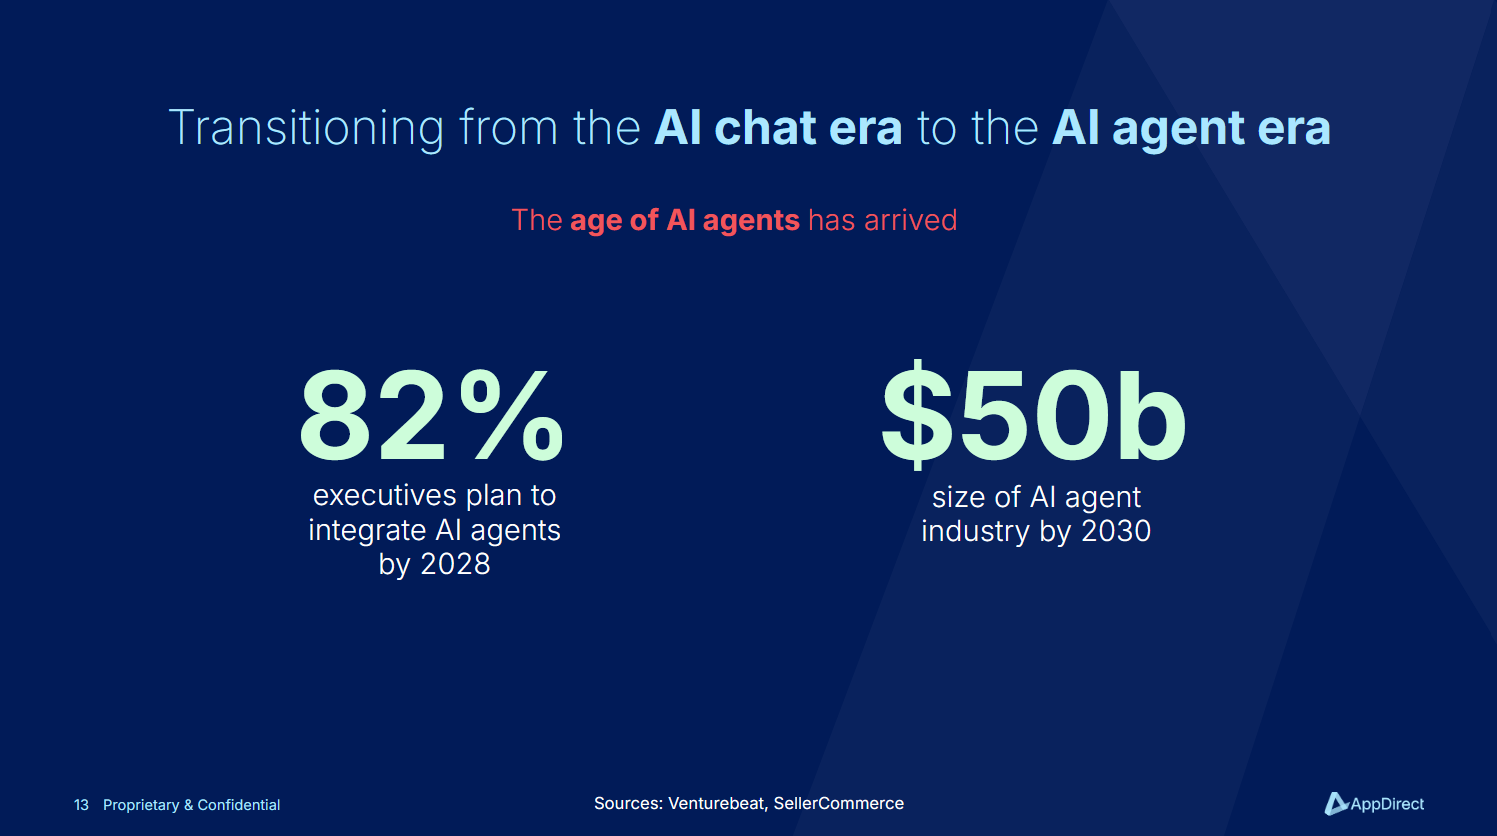 Transitioning from the AI chat era to the AI agent era
The age of AI agents has arrived
82%
executives plan to
integrate AI agents
by 2028
$50b
size of AI agent
industry by 2030
13 Proprietary & Confidential
Sources: Venturebeat, SellerCommerce
AppDirect